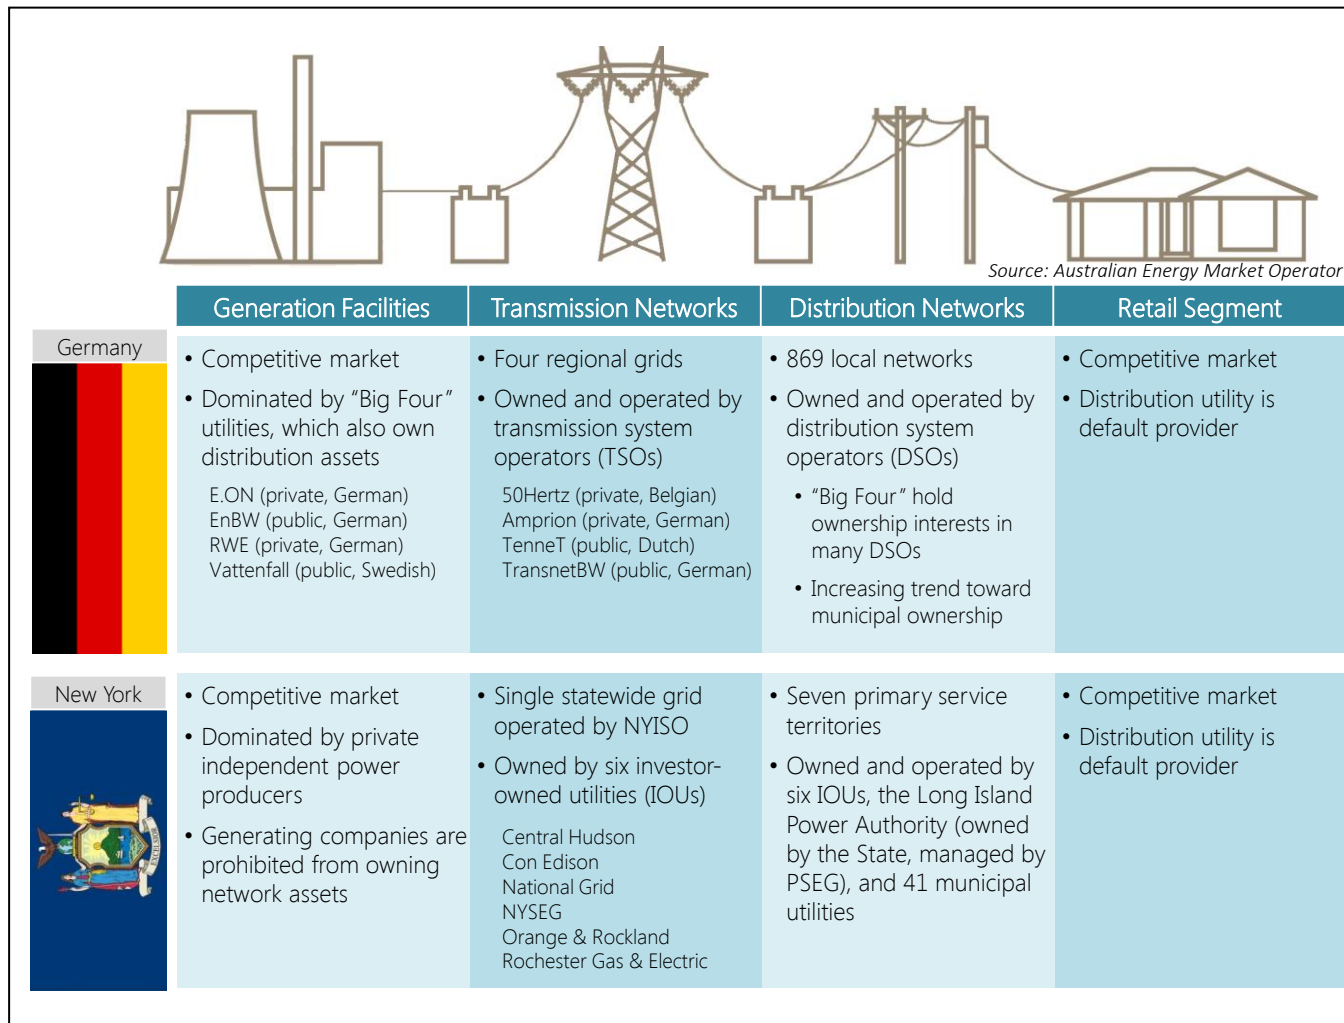 Source: Australian Energy Market Operator
Generation Facilities
Transmission Networks
Distribution Networks
Retail Segment
Germany
• Competitive market
• Dominated by “Big Four”
utilities, which also own
distribution assets
E.ON (private, German)
EnBW (public, German)
RWE (private, German)
Vattenfall (public, Swedish)
• Four regional grids
• Owned and operated by
transmission system
operators (TSOs)
50Hertz (private, Belgian)
Amprion (private, German)
TenneT (public, Dutch)
TransnetBW (public, German)
• 869 local networks
• Owned and operated by
distribution system
operators (DSOs)
• “Big Four” hold
ownership interests in
many DSOs
• Increasing trend toward
municipal ownership
• Competitive market
• Distribution utility is
default provider
New York
• Competitive market
• Dominated by private
independent power
producers
• Generating companies are
prohibited from owning
network assets
• Single statewide grid
operated by NYISO
• Owned by six investor-
owned utilities (IOUs)
Central Hudson
Con Edison
National Grid
NYSEG
Orange & Rockland
Rochester Gas & Electric
• Seven primary service
territories
• Owned and operated by
six IOUs, the Long Island
Power Authority (owned
by the State, managed by
PSEG), and 41 municipal
utilities
• Competitive market
• Distribution utility is
default provider